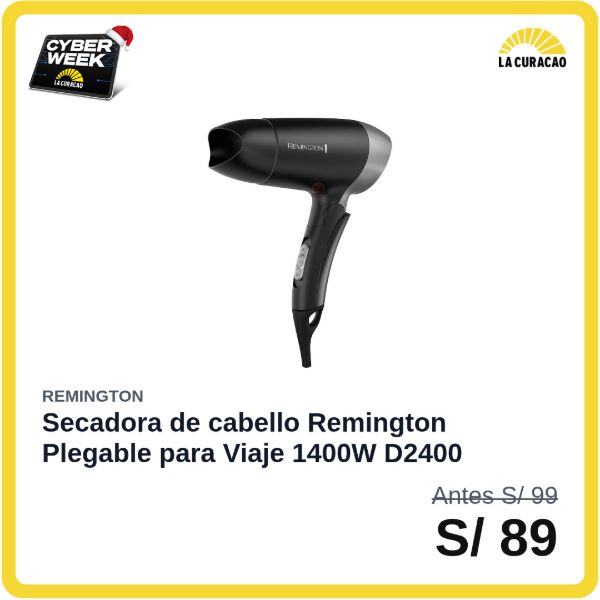 CYBER
WEEK
LA CURACAO
LA CURACAO
REMINGTON
REMINGTON
Secadora de cabello Remington
Plegable para Viaje 1400W D2400
Antes S/ 99
S/ 89